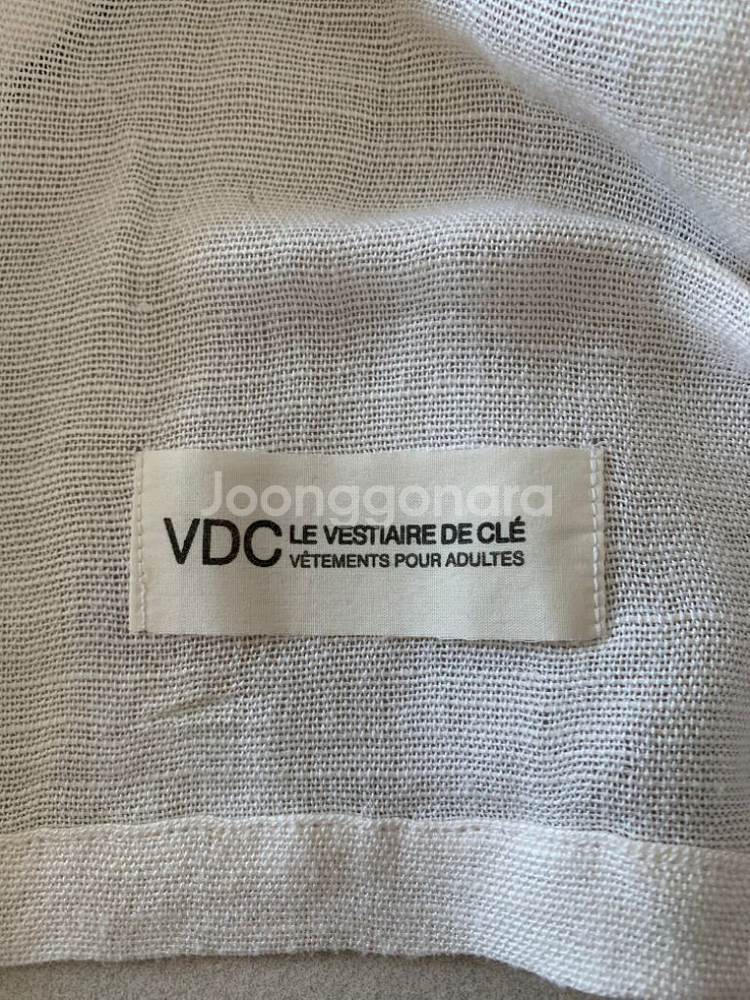 Joonggonara
VDC LE VESTIAIRE DE CLÉ
VÊTEMENTS POUR ADULTES